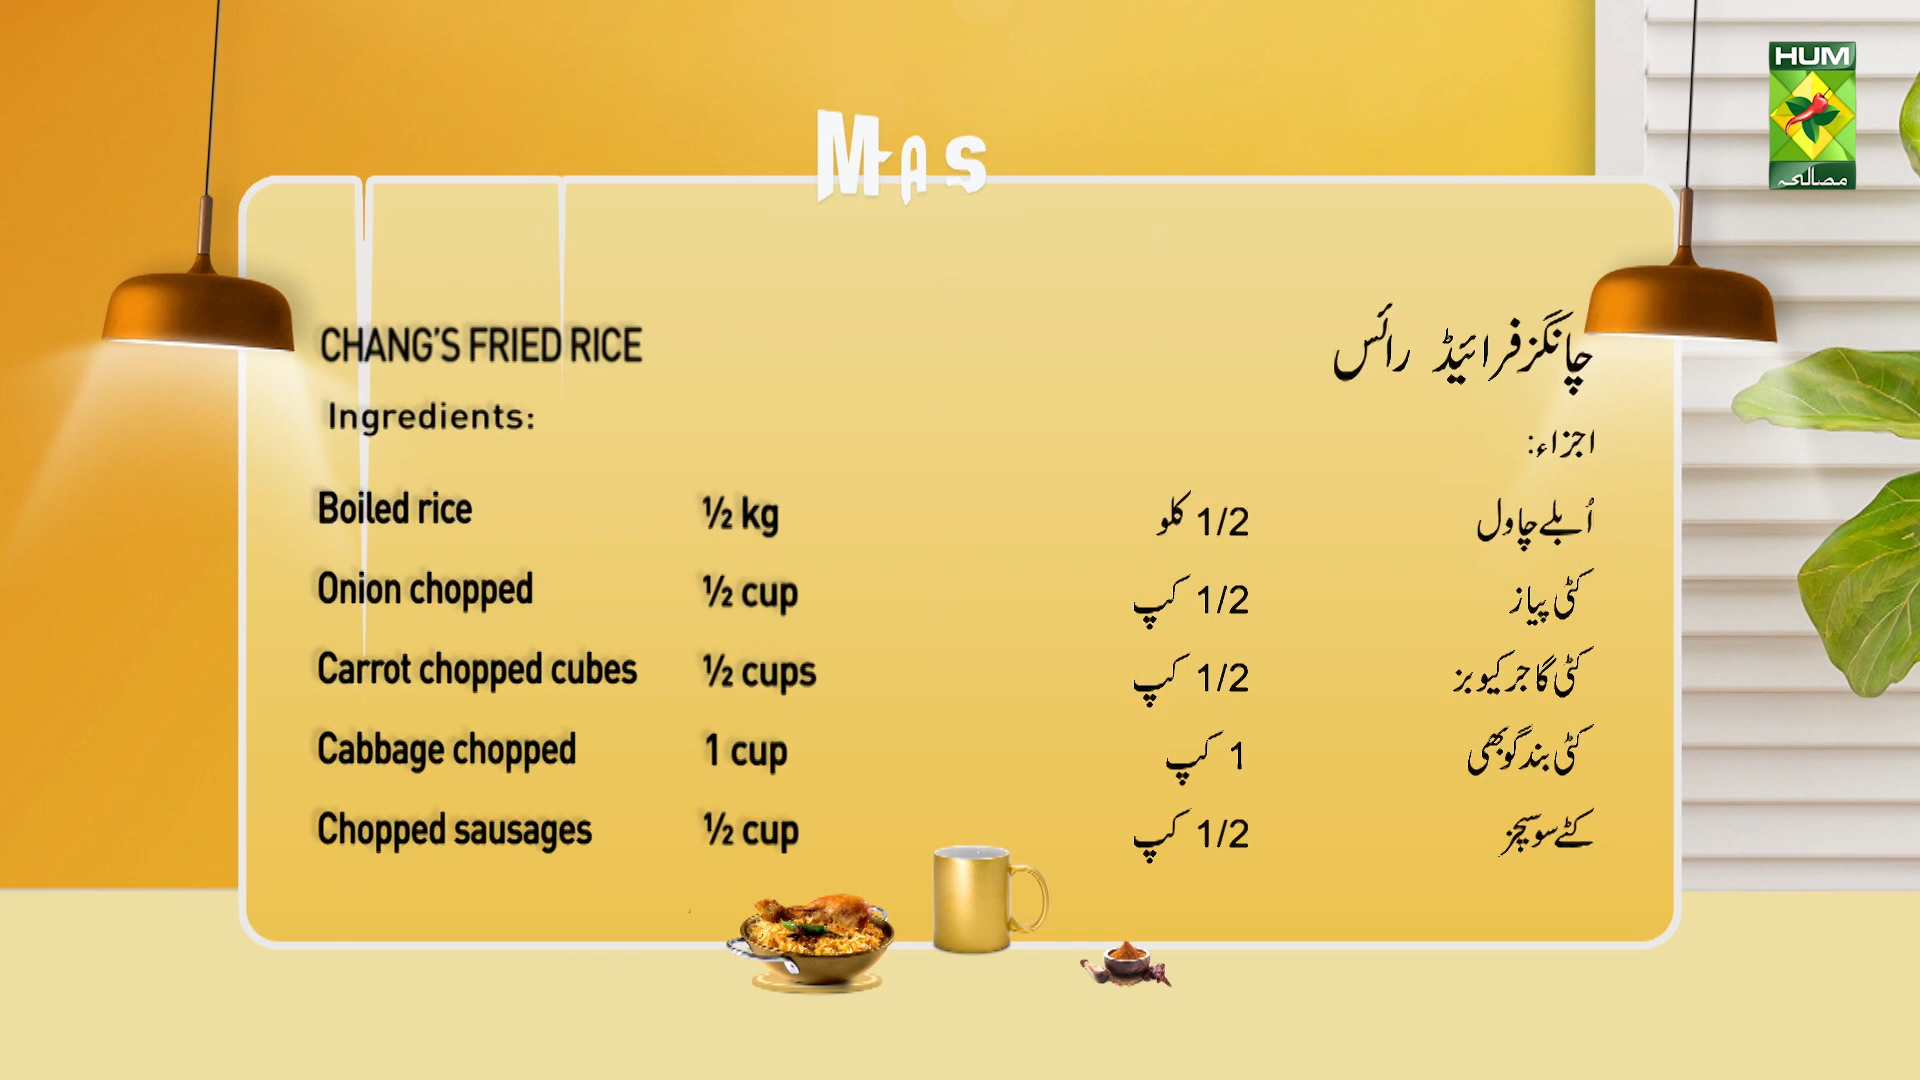 HUM
مصالحہ
Mas
CHANG'S FRIED RICE چانگز فرائیڈ رائس
Ingredients: اجزاء:
Boiled rice ½ kg اُبلے چاول 1/2 کلو
Onion chopped ½ cup کٹی پیاز 1/2 کپ
Carrot chopped cubes ½ cups کٹی گاجر کیوبز 1/2 کپ
Cabbage chopped 1 cup کٹی بند گوبھی 1 کپ
Chopped sausages ½ cup کٹے سوسیجز 1/2 کپ